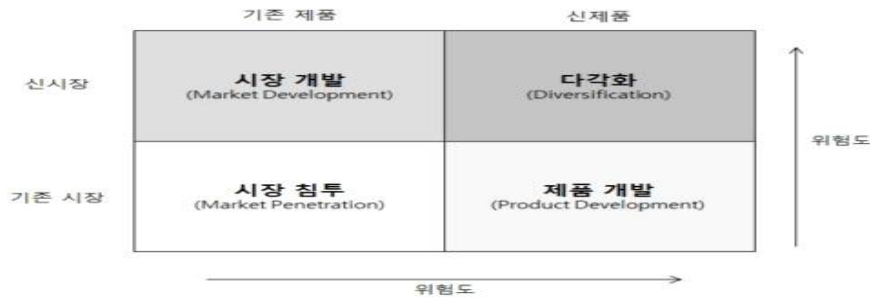 기존 제품
신제품
신시장
시장 개발
(Market Development)
다각화
(Diversification)
위험도
기존 시장
시장 침투
(Market Penetration)
제품 개발
(Product Development)
위험도